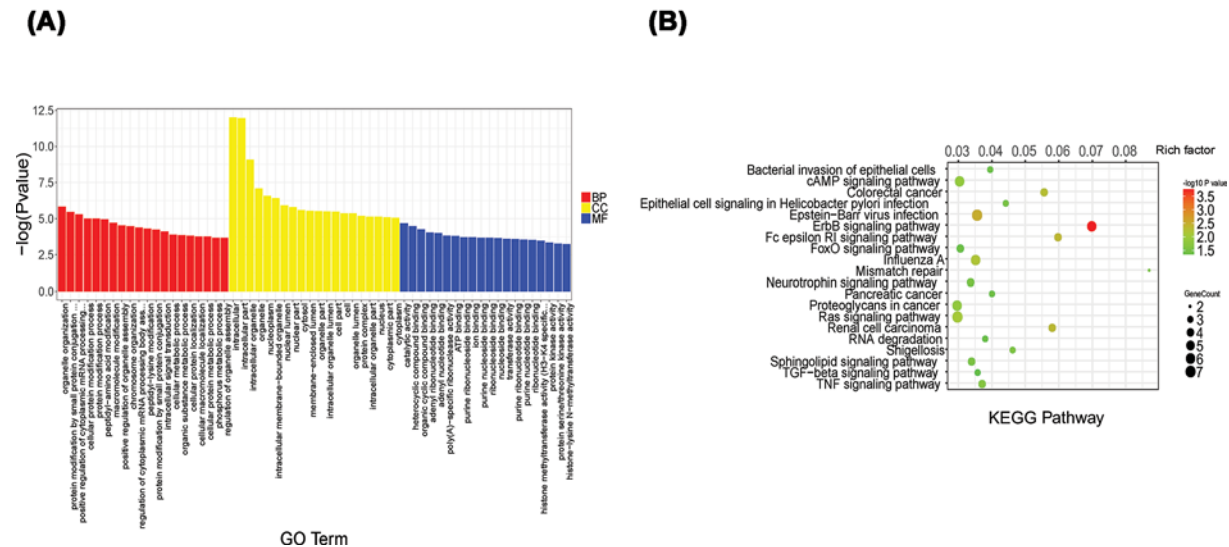 (A)
(B)
12.5
10.0
7.5
5.0
2.5
0.0
−log(Pvalue)
BP
CC
MF
organelle organization
protein modification by small protein conjugation ...
positive regulation of cytoplasmic mRNA processing...
cellular protein modification process
protein modification process
peptidyl−amino acid modification
macromolecule modification
positive regulation of organelle assembly
chromosome organization
regulation of cytoplasmic mRNA processing body ass...
peptidyl−lysine modification
protein modification by small protein conjugation
intracellular signal transduction
cellular metabolic process
organic substance metabolic process
cellular protein localization
cellular macromolecule localization
cellular protein metabolic process
phosphorus metabolic process
regulation of organelle assembly
intracellular
intracellular part
intracellular organelle
organelle
nucleoplasm
intracellular membrane−bounded organelle
nuclear lumen
nuclear part
cytosol
membrane−enclosed lumen
organelle part
intracellular organelle lumen
cell part
cell
organelle lumen
protein complex
intracellular organelle part
nucleus
cytoplasmic part
cytoplasm
catalytic activity
heterocyclic compound binding
organic cyclic compound binding
adenyl ribonucleotide binding
adenyl nucleotide binding
poly(A)−specific ribonuclease activity
ATP binding
purine ribonucleoside binding
ion binding
purine nucleoside binding
ribonucleoside binding
nucleoside binding
transferase activity
purine ribonucleotide binding
purine nucleotide binding
ribonucleotide binding
histone methyltransferase activity (H3−K4 specific...
protein kinase activity
protein serine/threonine kinase activity
histone−lysine N−methyltransferase activity
GO Term
0.03 0.04 0.05 0.06 0.07 0.08
Rich factor
Bacterial invasion of epithelial cells
cAMP signaling pathway
Colorectal cancer
Epithelial cell signaling in Helicobacter pylori infection
Epstein−Barr virus infection
ErbB signaling pathway
Fc epsilon RI signaling pathway
FoxO signaling pathway
Influenza A
Mismatch repair
Neurotrophin signaling pathway
Pancreatic cancer
Proteoglycans in cancer
Ras signaling pathway
Renal cell carcinoma
RNA degradation
Shigellosis
Sphingolipid signaling pathway
TGF−beta signaling pathway
TNF signaling pathway
KEGG Pathway
−log10 P value
3.5
3.0
2.5
2.0
1.5
GeneCount
2
3
4
5
6
7